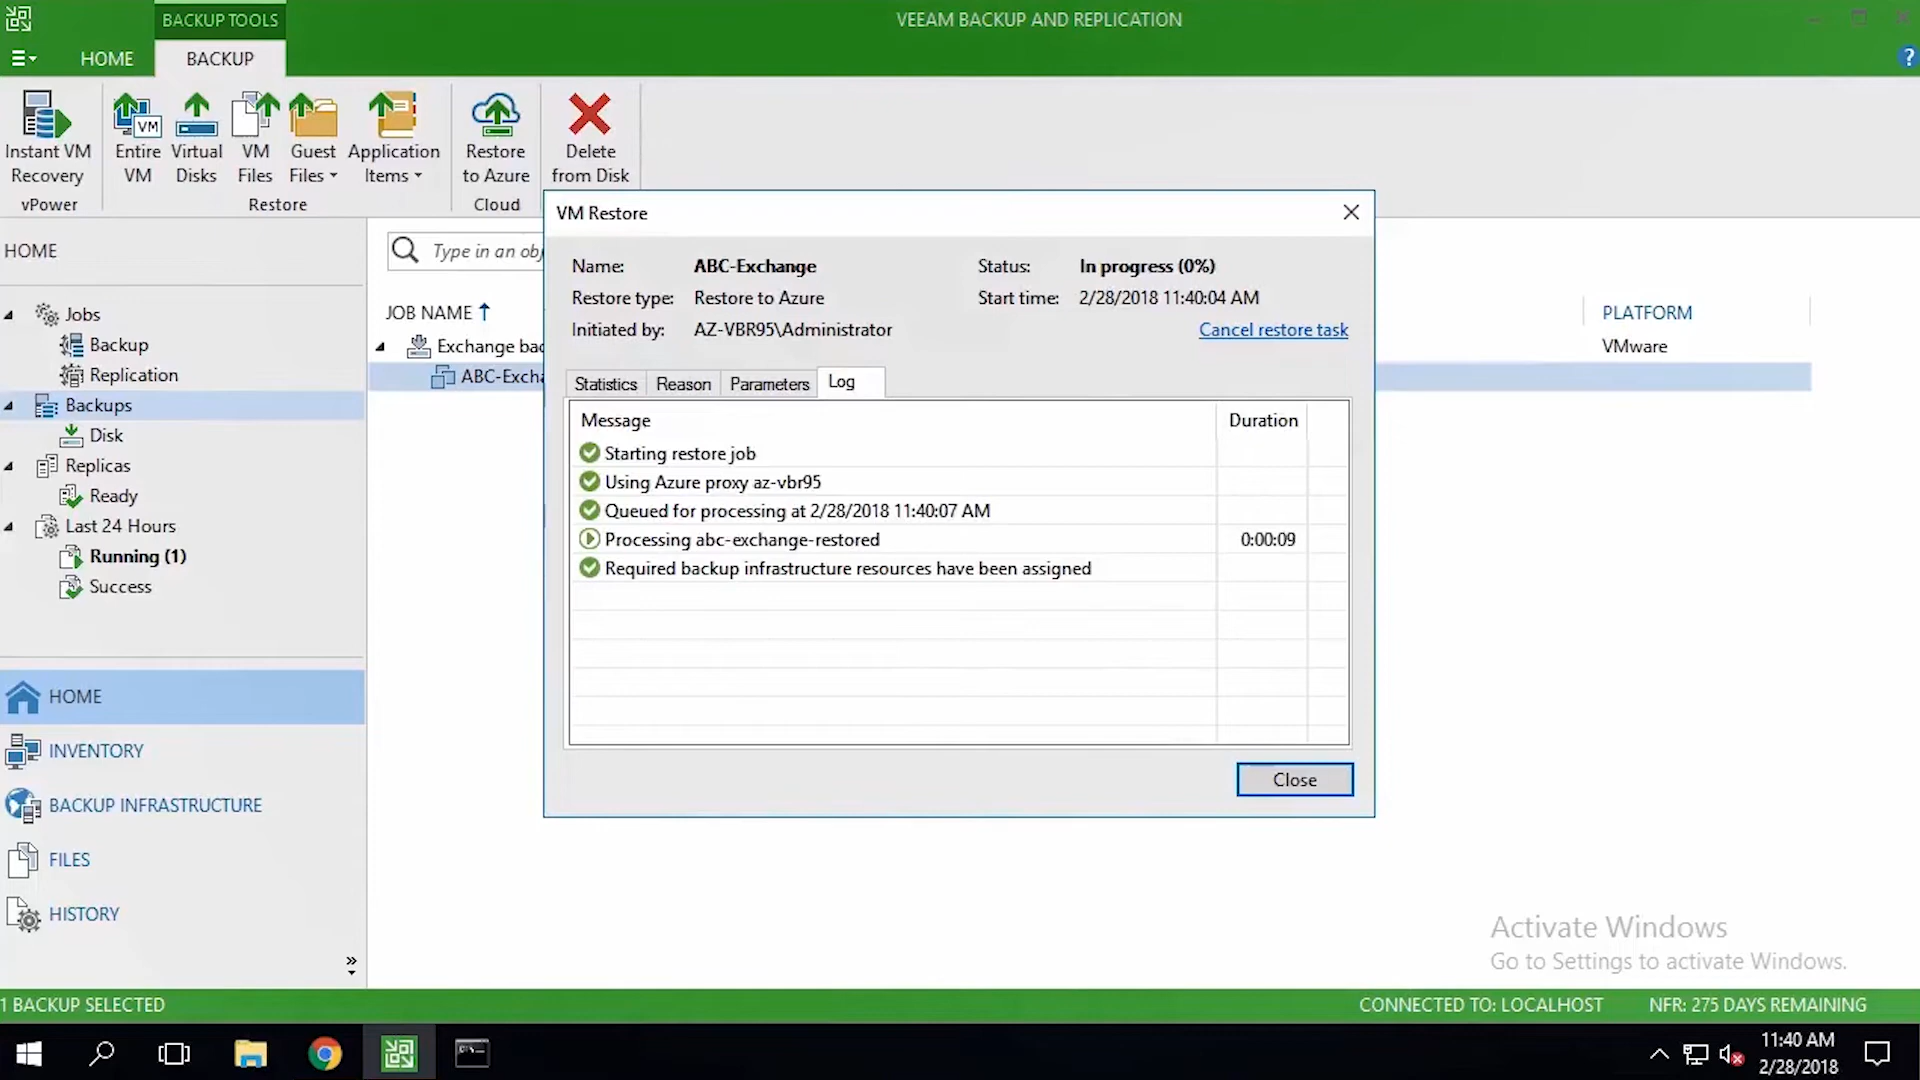 BACKUP TOOLS
VEEAM BACKUP AND REPLICATION
HOME
BACKUP
?
Instant VM
Recovery
Entire
VM
VM
Virtual
Disks
VM
Files
Guest
Files
Application
Items
Restore
to Azure
Delete
from Disk
vPower
Restore
Cloud
HOME
Jobs
Backup
Replication
Backups
Disk
Replicas
Ready
Last 24 Hours
Running (1)
Success
HOME
INVENTORY
BACKUP INFRASTRUCTURE
FILES
HISTORY
Type in an obj
JOB NAME
PLATFORM
Exchange bac
VMware
ABC-Excha
VM Restore
Name: ABC-Exchange
Status: In progress (0%)
Restore type: Restore to Azure
Start time: 2/28/2018 11:40:04 AM
Initiated by: AZ-VBR95\Administrator
Cancel restore task
Statistics
Reason
Parameters
Log
Message
Duration
Starting restore job
Using Azure proxy az-vbr95
Queued for processing at 2/28/2018 11:40:07 AM
Processing abc-exchange-restored 0:00:09
Required backup infrastructure resources have been assigned
Close
Activate Windows
Go to Settings to activate Windows.
1 BACKUP SELECTED
CONNECTED TO: LOCALHOST
NFR: 275 DAYS REMAINING
11:40 AM
2/28/2018